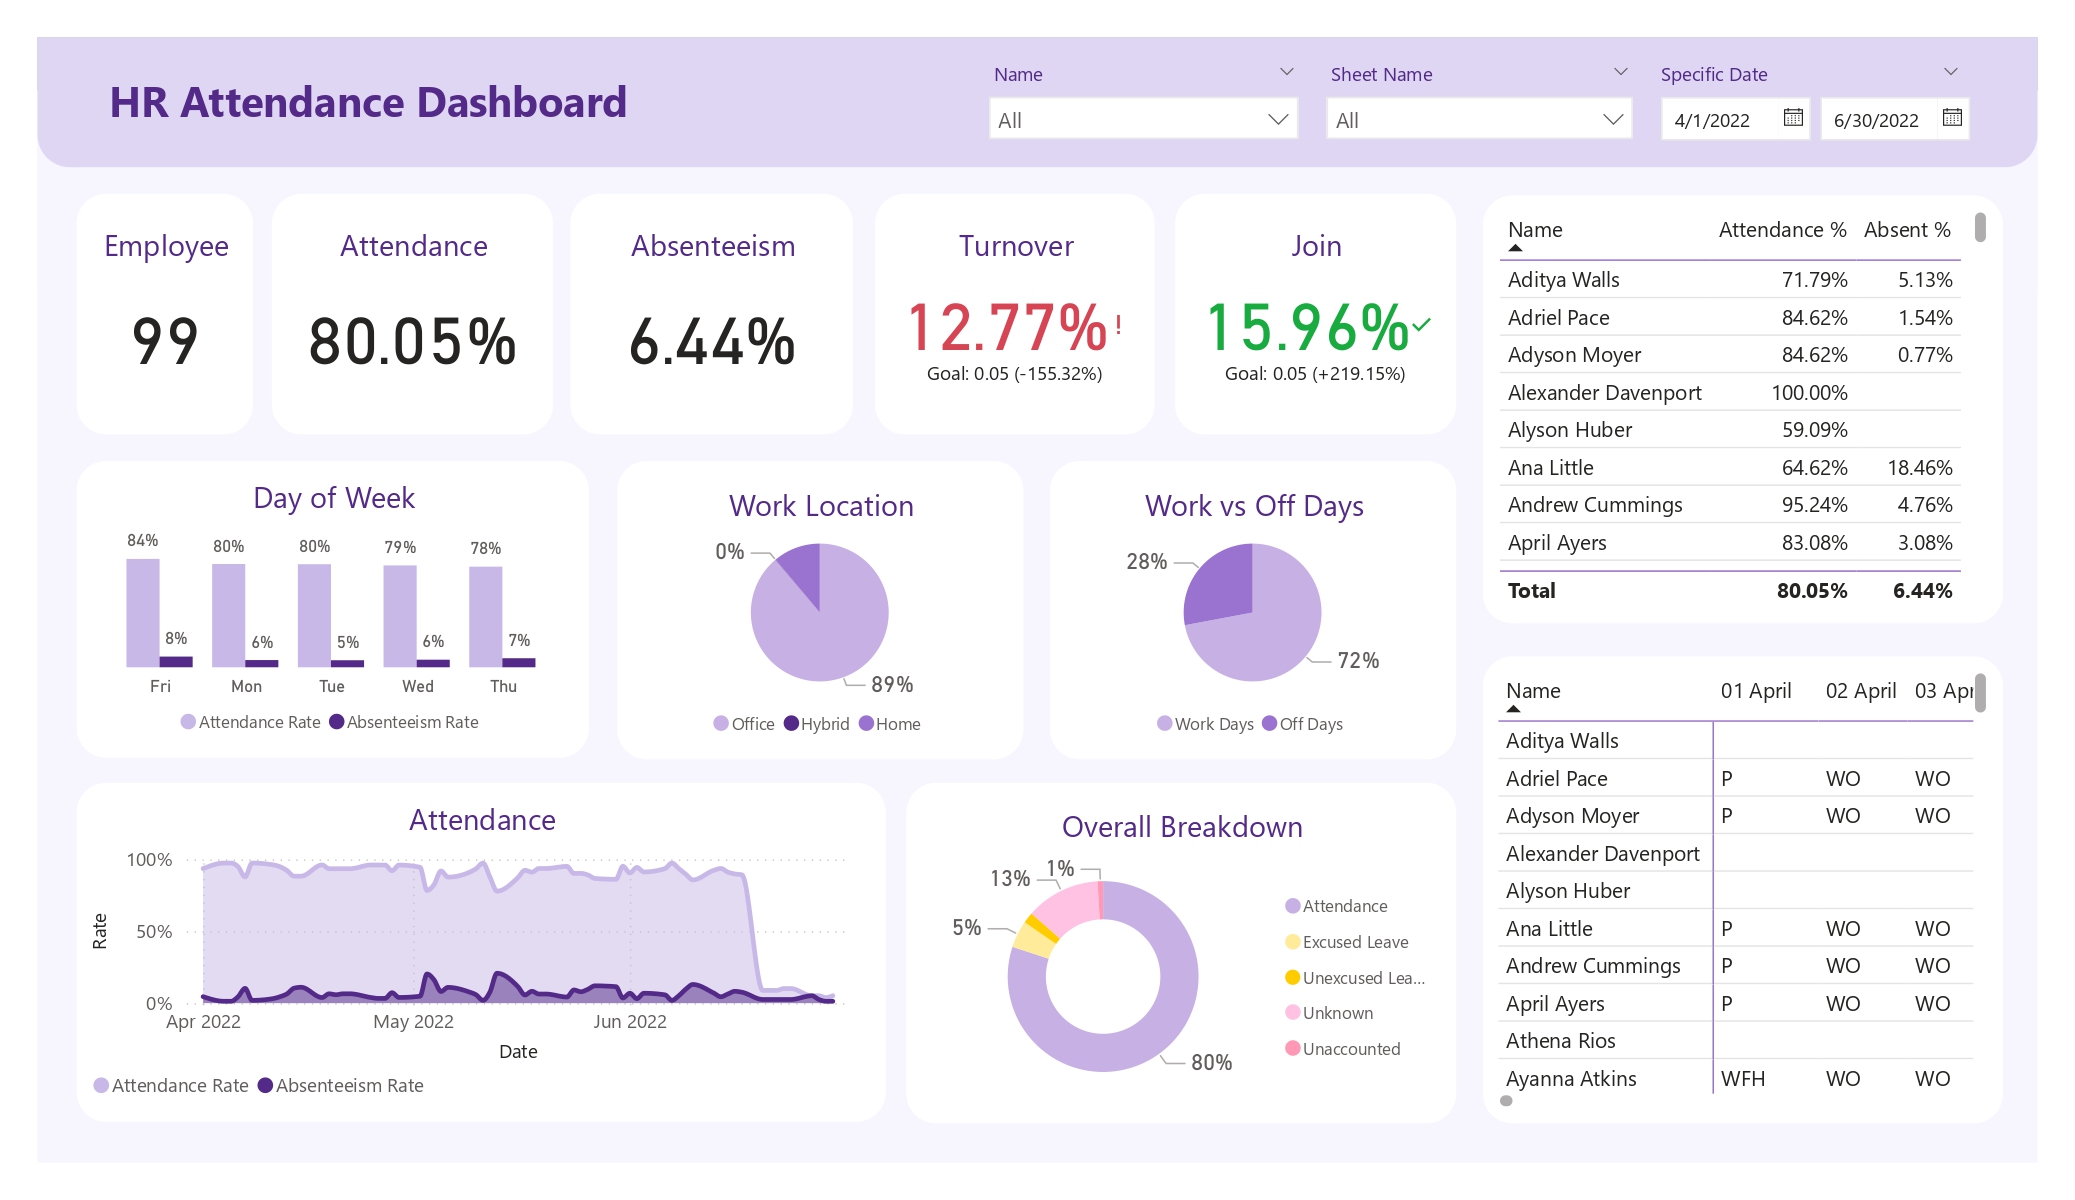 HR Attendance Dashboard
Name
All
Sheet Name
All
Specific Date
4/1/2022
6/30/2022
Employee
99
Attendance
80.05%
Absenteeism
6.44%
Turnover
12.77%!
Goal: 0.05 (-155.32%)
Join
15.96%✓
Goal: 0.05 (+219.15%)
Name Attendance % Absent %
Aditya Walls 71.79% 5.13%
Adriel Pace 84.62% 1.54%
Adyson Moyer 84.62% 0.77%
Alexander Davenport 100.00%
Alyson Huber 59.09%
Ana Little 64.62% 18.46%
Andrew Cummings 95.24% 4.76%
April Ayers 83.08% 3.08%
Total 80.05% 6.44%
Day of Week
84% 80% 80% 79% 78%
8% 6% 5% 6% 7%
Fri Mon Tue Wed Thu
Attendance Rate Absenteeism Rate
Work Location
0%
89%
Office Hybrid Home
Work vs Off Days
28%
72%
Work Days Off Days
Attendance
100%
50%
0%
Rate
Apr 2022 May 2022 Jun 2022
Date
Attendance Rate Absenteeism Rate
Overall Breakdown
1%
13%
5%
80%
Attendance
Excused Leave
Unexcused Lea...
Unknown
Unaccounted
Name 01 April 02 April 03 Apr
Aditya Walls
Adriel Pace P WO WO
Adyson Moyer P WO WO
Alexander Davenport
Alyson Huber
Ana Little P WO WO
Andrew Cummings P WO WO
April Ayers P WO WO
Athena Rios
Ayanna Atkins WFH WO WO